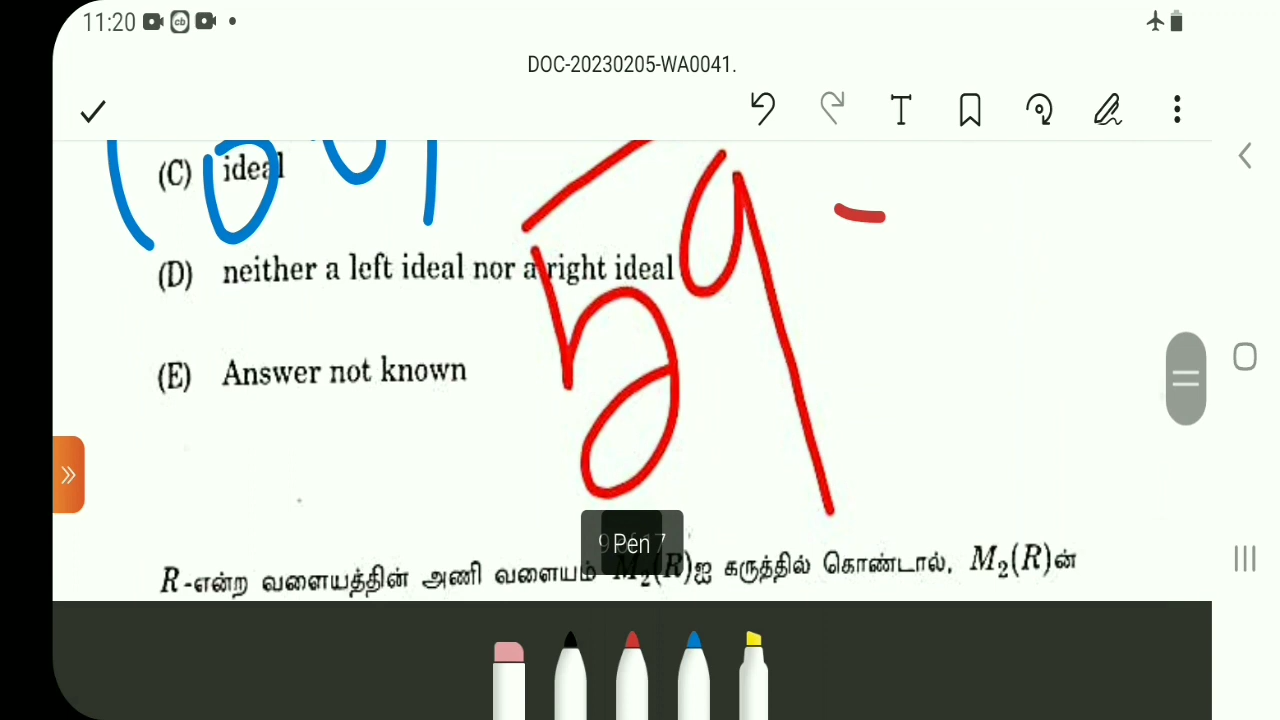 11:20
DOC-20230205-WA0041.
(C) ideal
(D) neither a left ideal nor a right ideal
(E) Answer not known
Pen
R-என்ற வளையத்தின் அணி வளையம் M₂(R)ஐ கருத்தில் கொண்டால், M₂(R)ன்